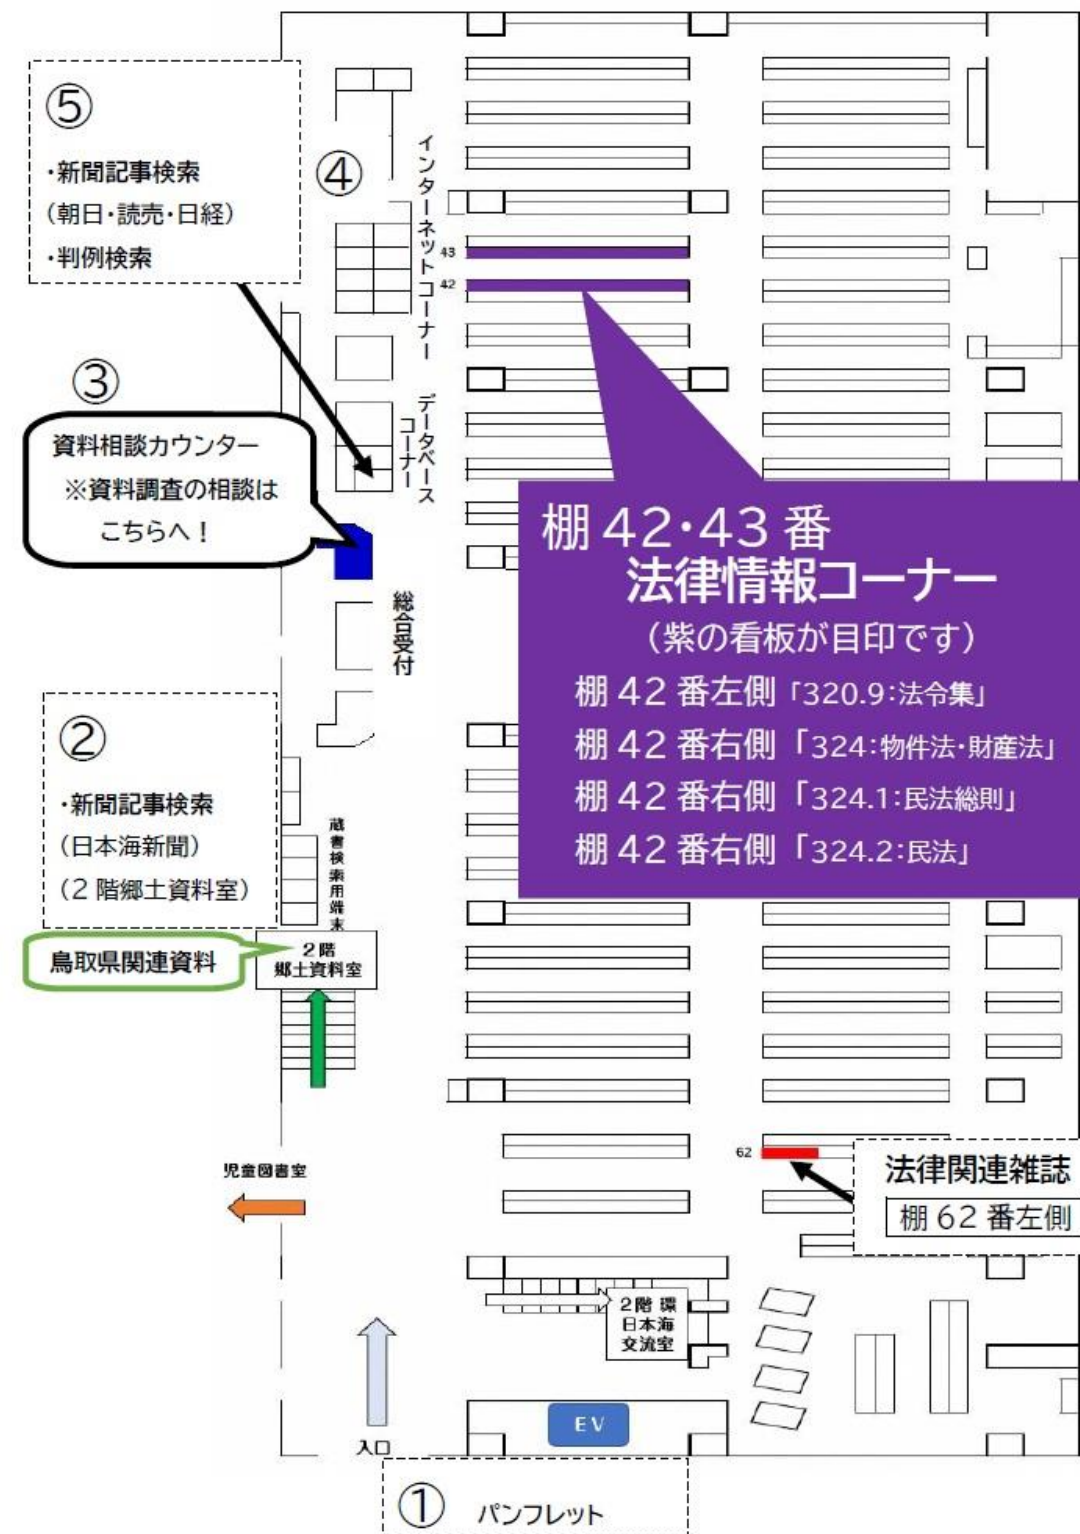 ⑤
・新聞記事検索
(朝日・読売・日経)
・判例検索
④
インターネットコーナー
43
42
③
資料相談カウンター
※資料調査の相談は
こちらへ！
データベース
コーナー
棚 42・43 番
法律情報コーナー
(紫の看板が目印です)
棚 42 番左側「320.9：法令集」
棚 42 番右側「324：物件法・財産法」
棚 42 番右側「324.1：民法総則」
棚 42 番右側「324.2：民法」
総合受付
②
・新聞記事検索
(日本海新聞)
(2 階郷土資料室)
蔵書検索用端末
鳥取県関連資料
2階
郷土資料室
62
法律関連雑誌
棚 62 番左側
児童図書室
2階 環
日本海
交流室
EV
入口
① パンフレット